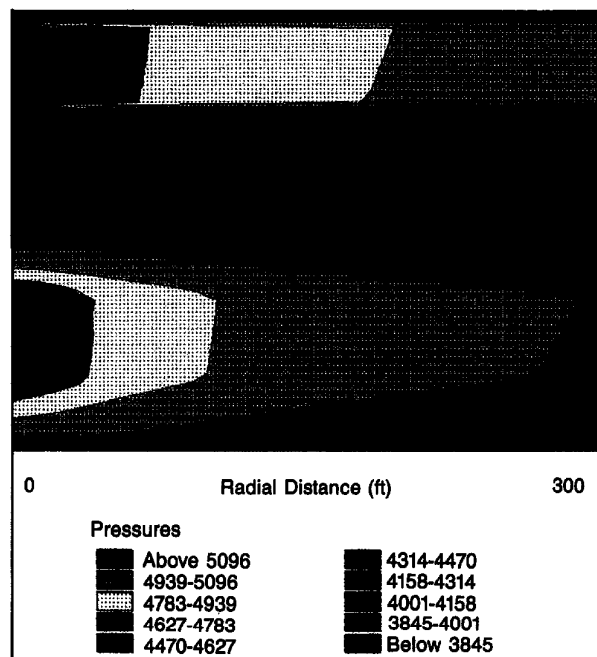 0 Radial Distance (ft) 300
Pressures
Above 5096 4314-4470
4939-5096 4158-4314
4783-4939 4001-4158
4627-4783 3845-4001
4470-4627 Below 3845